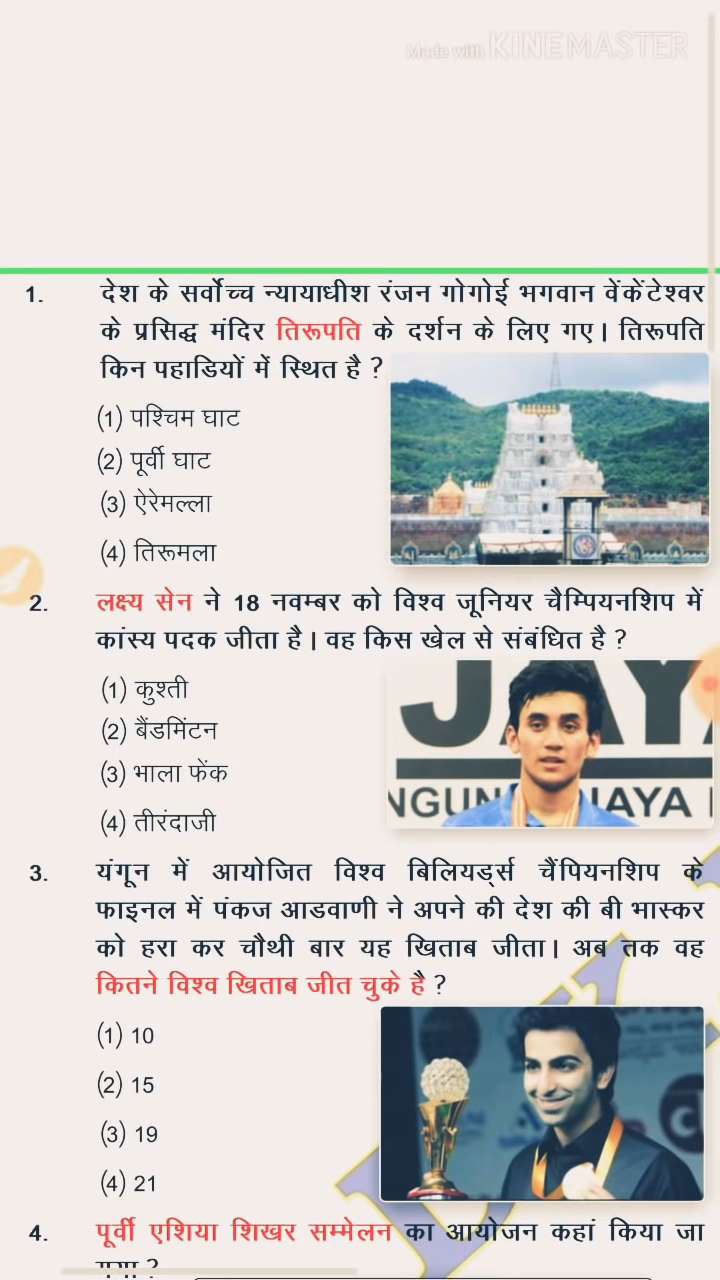 Made with KINEMASTER
1. देश के सर्वोच्च न्यायाधीश रंजन गोगोई भगवान वेंकेंटेश्वर
के प्रसिद्ध मंदिर तिरूपति के दर्शन के लिए गए। तिरूपति
किन पहाडियों में स्थित है ?
(1) पश्चिम घाट
(2) पूर्वी घाट
(3) ऐरेमल्ला
(4) तिरूमला
2. लक्ष्य सेन ने 18 नवम्बर को विश्व जूनियर चैम्पियनशिप में
कांस्य पदक जीता है। वह किस खेल से संबंधित है ?
(1) कुश्ती
(2) बैंडमिंटन
(3) भाला फेंक
(4) तीरंदाजी
JAYA
NGUN JAYA
3. यंगून में आयोजित विश्व बिलियर्ड्स चैंपियनशिप के
फाइनल में पंकज आडवाणी ने अपने की देश की बी भास्कर
को हरा कर चौथी बार यह खिताब जीता। अब तक वह
कितने विश्व खिताब जीत चुके है ?
(1) 10
(2) 15
(3) 19
(4) 21
4. पूर्वी एशिया शिखर सम्मेलन का आयोजन कहां किया जा